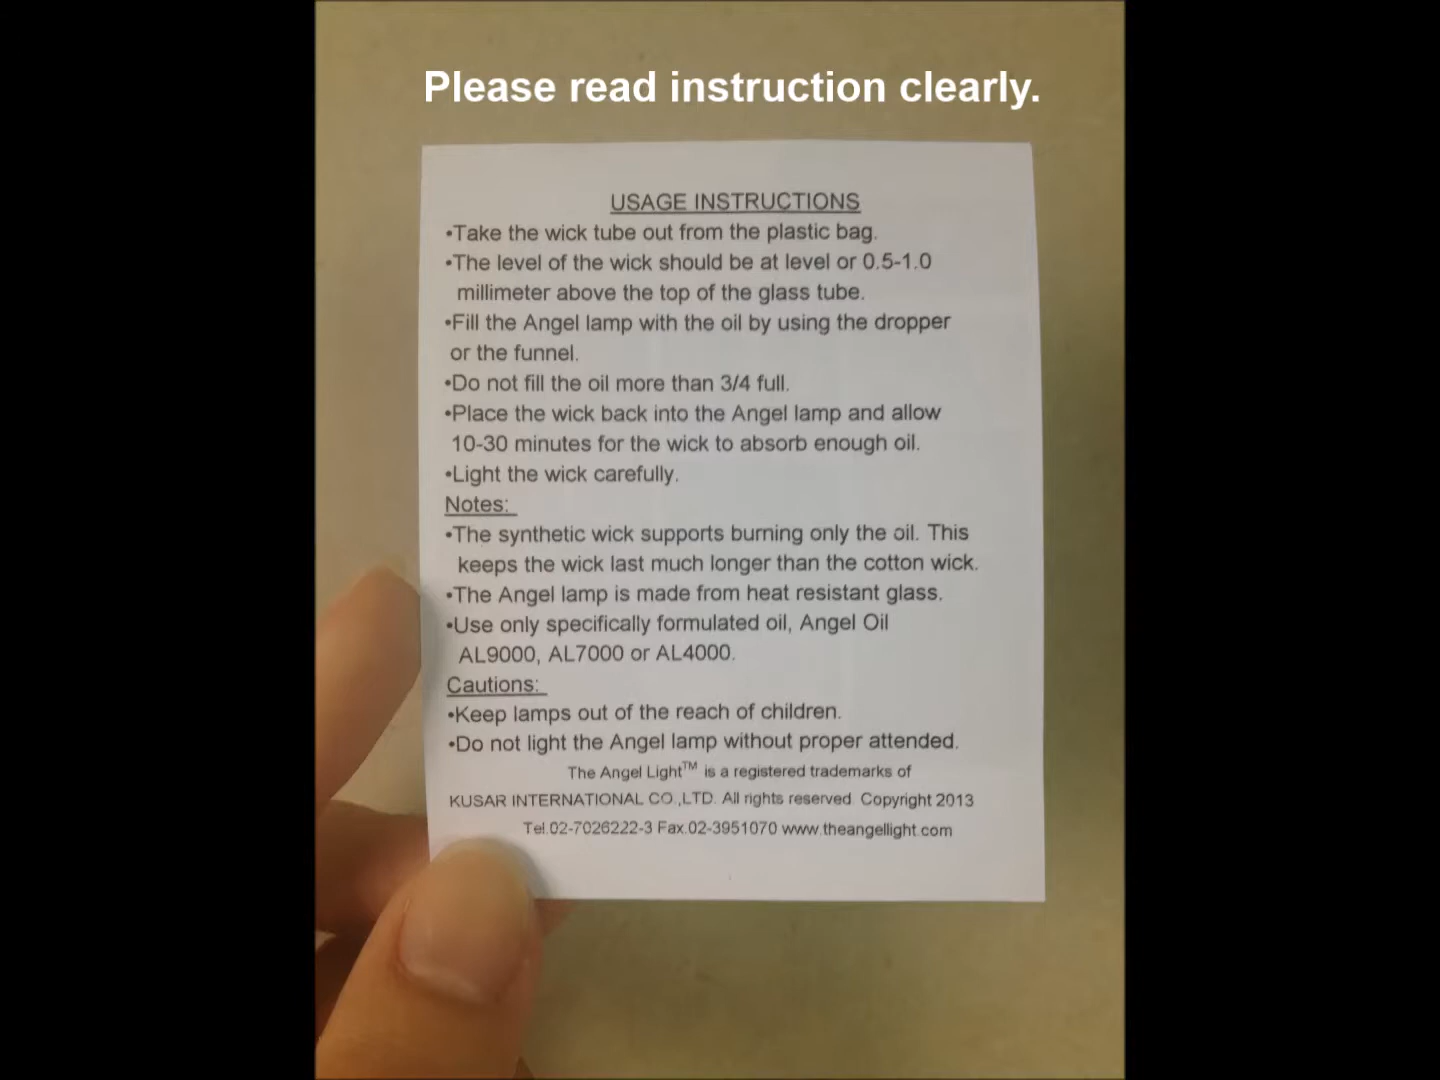 Please read instruction clearly.
USAGE INSTRUCTIONS
•Take the wick tube out from the plastic bag.
•The level of the wick should be at level or 0.5-1.0
millimeter above the top of the glass tube.
•Fill the Angel lamp with the oil by using the dropper
or the funnel.
•Do not fill the oil more than 3/4 full.
•Place the wick back into the Angel lamp and allow
10-30 minutes for the wick to absorb enough oil.
•Light the wick carefully.
Notes:
•The synthetic wick supports burning only the oil. This
keeps the wick last much longer than the cotton wick.
•The Angel lamp is made from heat resistant glass.
•Use only specifically formulated oil, Angel Oil
AL9000, AL7000 or AL4000.
Cautions:
•Keep lamps out of the reach of children.
•Do not light the Angel lamp without proper attended.
The Angel Light™ is a registered trademarks of
KUSAR INTERNATIONAL CO.,LTD. All rights reserved Copyright 2013
Tel.02-7026222-3 Fax.02-3951070 www.theangellight.com